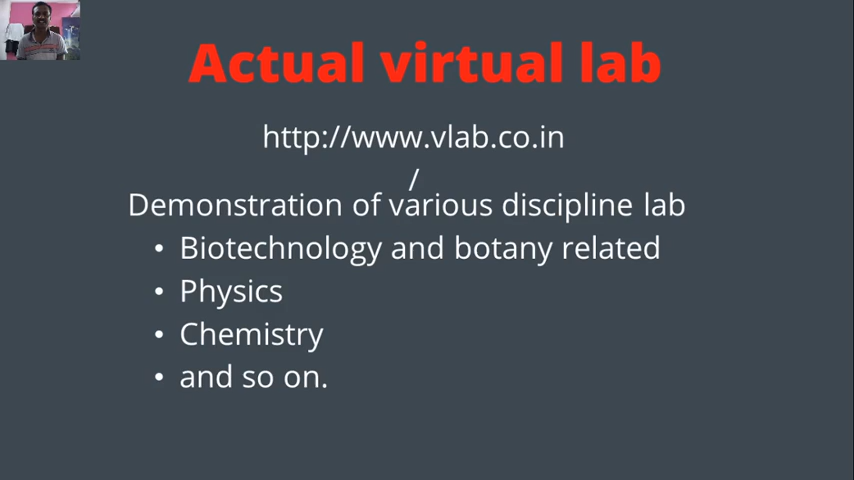 Actual virtual lab
http://www.vlab.co.in
/
Demonstration of various discipline lab
• Biotechnology and botany related
• Physics
• Chemistry
• and so on.